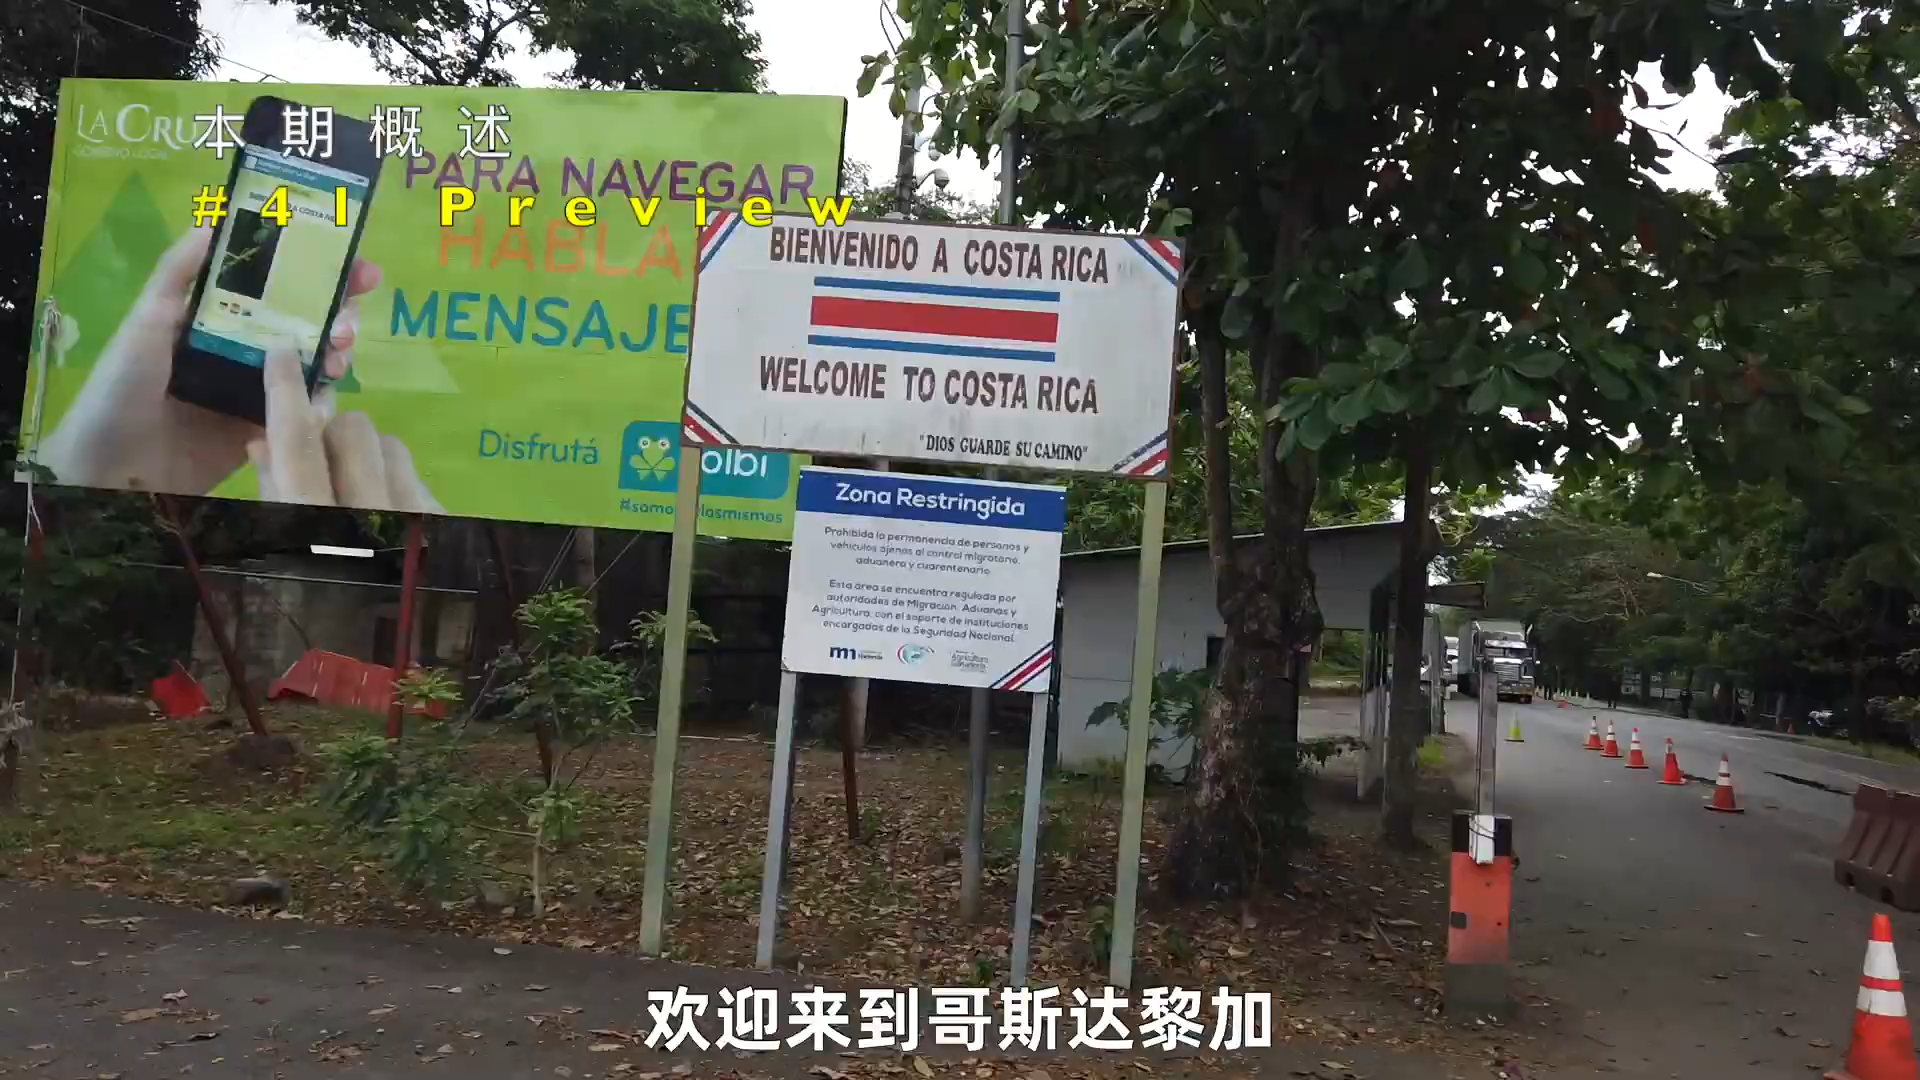 LA CRU
GOBIERNO LOCAL
本期概述
#41 Preview
PARA NAVEGAR
HABLA
MENSAJE
Disfrutá
olbi
BIENVENIDO A COSTA RICA
WELCOME TO COSTA RICA
"DIOS GUARDE SU CAMINO"
Zona Restringida
Prohibida la permanencia de personas y
vehículos ajenos al control migratorio,
aduanero y cuarentenario.
Esta área se encuentra regulada por
autoridades de Migración, Aduanas y
Agricultura, con el soporte de instituciones
encargadas de la Seguridad Nacional.
欢迎来到哥斯达黎加